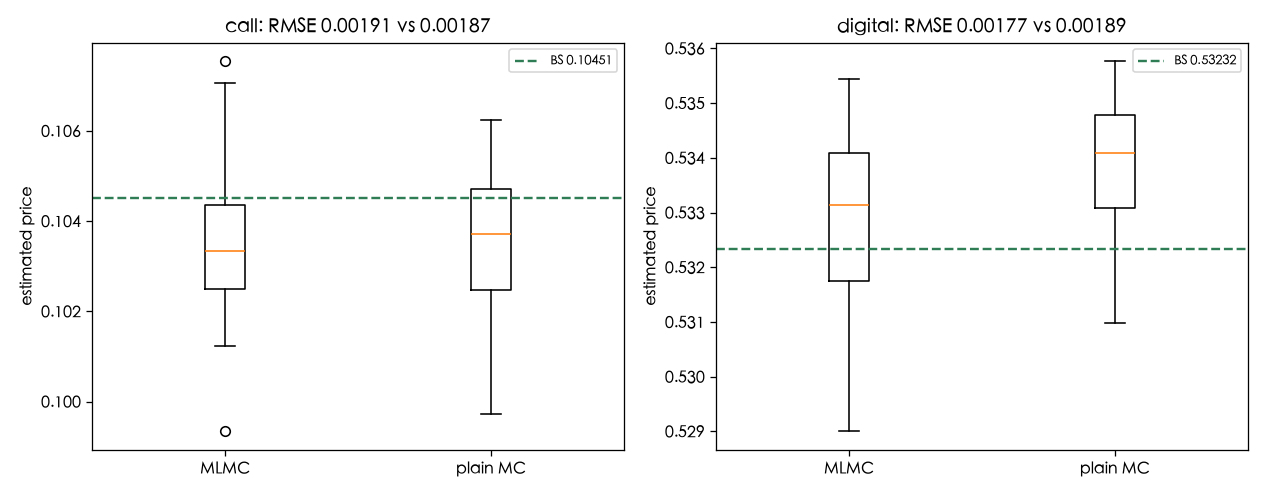 call: RMSE 0.00191 vs 0.00187
BS 0.10451
estimated price
0.106
0.104
0.102
0.100
MLMC
plain MC
digital: RMSE 0.00177 vs 0.00189
BS 0.53232
estimated price
0.536
0.535
0.534
0.533
0.532
0.531
0.530
0.529
MLMC
plain MC